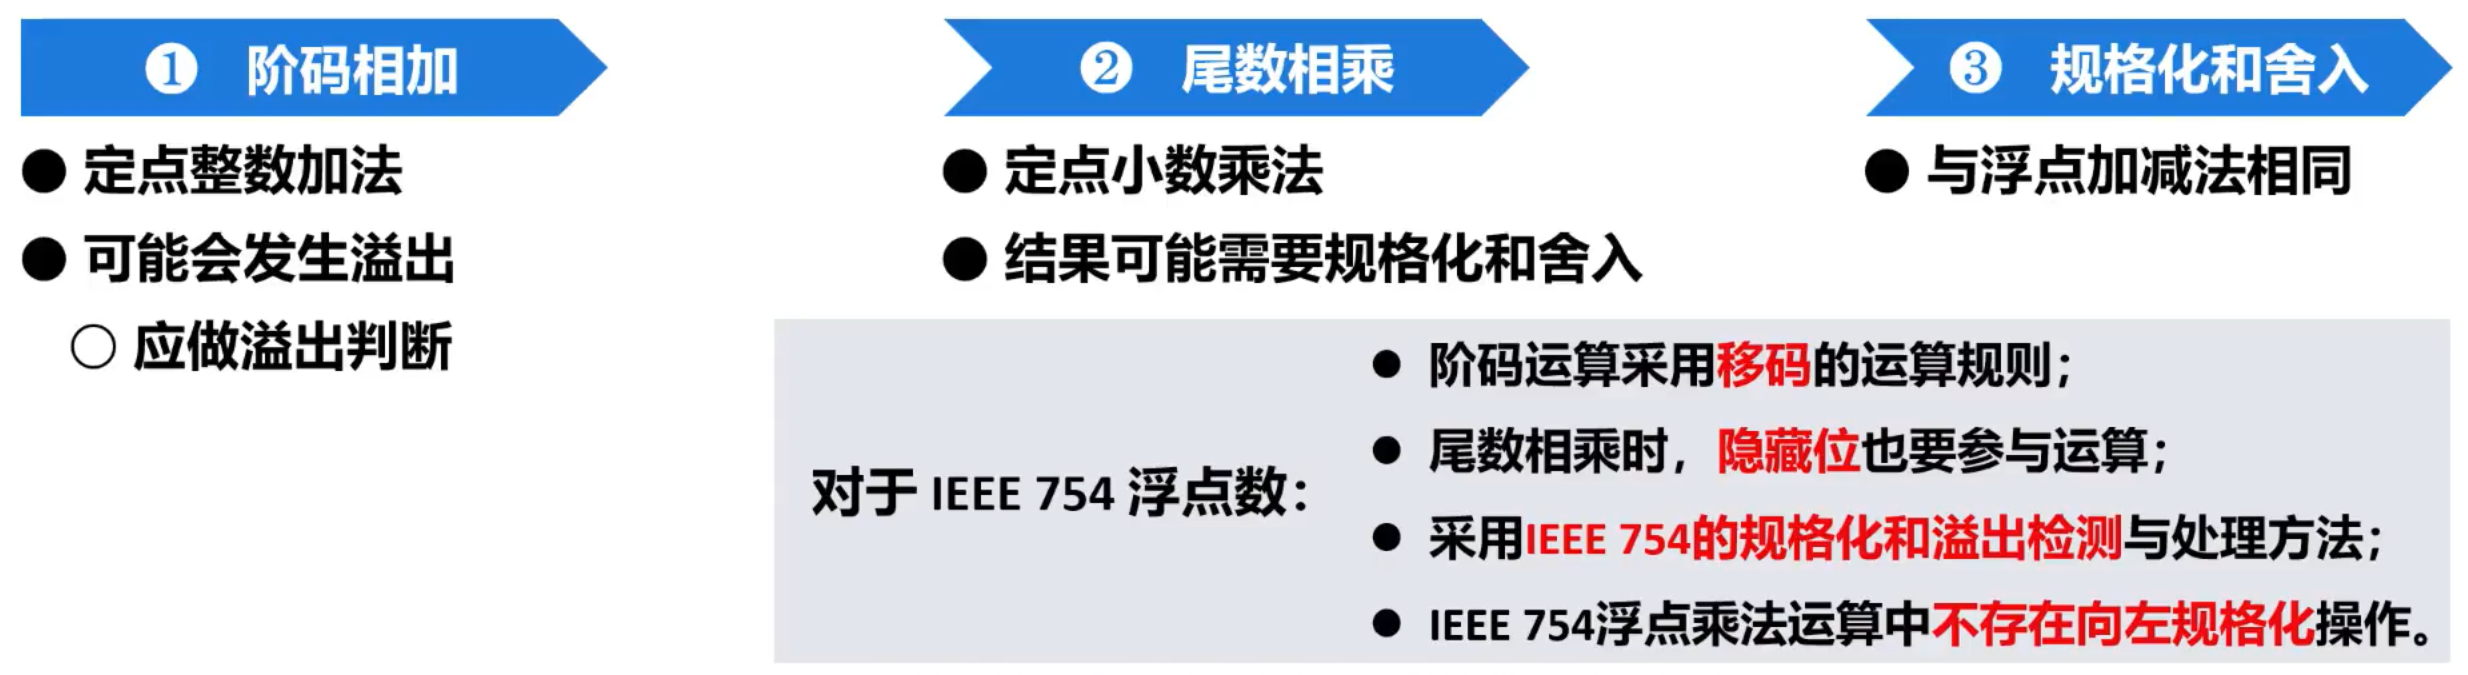 ❶ 阶码相加
● 定点整数加法
● 可能会发生溢出
○ 应做溢出判断
❷ 尾数相乘
● 定点小数乘法
● 结果可能需要规格化和舍入
❸ 规格化和舍入
● 与浮点加减法相同
对于 IEEE 754 浮点数：
● 阶码运算采用移码的运算规则；
● 尾数相乘时，隐藏位也要参与运算；
● 采用IEEE 754的规格化和溢出检测与处理方法；
● IEEE 754浮点乘法运算中不存在向左规格化操作。